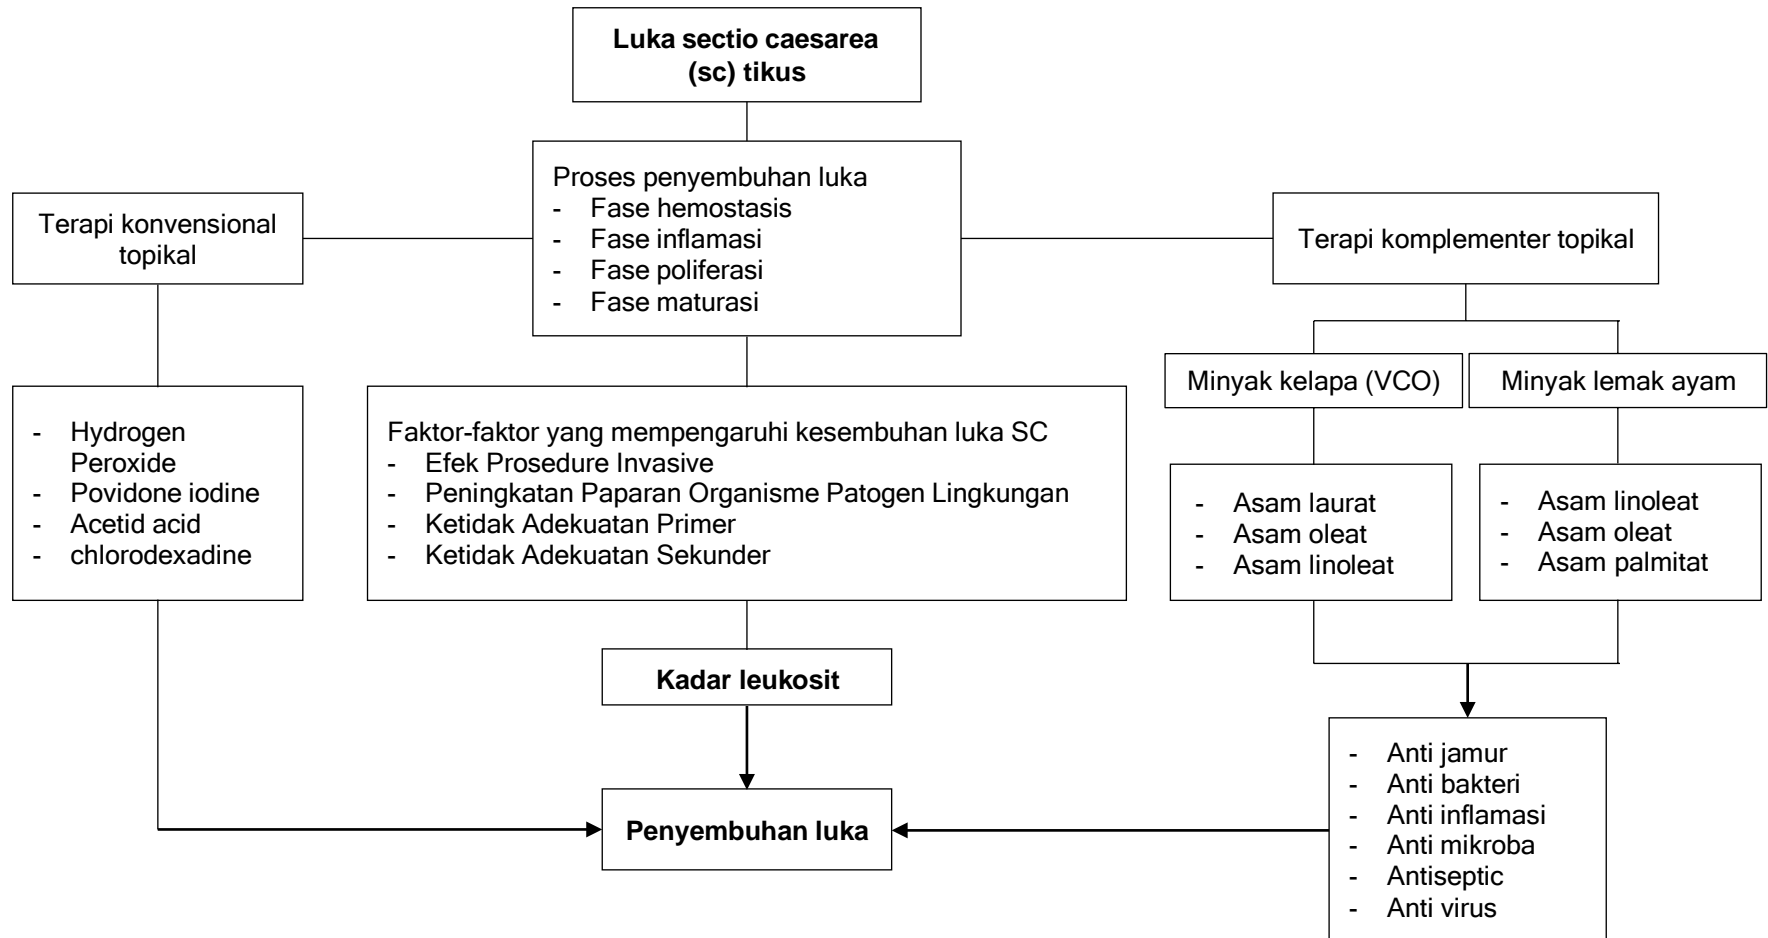 Luka sectio caesarea
(sc) tikus
Proses penyembuhan luka
- Fase hemostasis
- Fase inflamasi
- Fase poliferasi
- Fase maturasi
Terapi konvensional
topikal
Terapi komplementer topikal
Minyak kelapa (VCO)
Minyak lemak ayam
- Hydrogen
Peroxide
- Povidone iodine
- Acetid acid
- chlorodexadine
Faktor-faktor yang mempengaruhi kesembuhan luka SC
- Efek Prosedure Invasive
- Peningkatan Paparan Organisme Patogen Lingkungan
- Ketidak Adekuatan Primer
- Ketidak Adekuatan Sekunder
- Asam laurat
- Asam oleat
- Asam linoleat
- Asam linoleat
- Asam oleat
- Asam palmitat
Kadar leukosit
- Anti jamur
- Anti bakteri
- Anti inflamasi
- Anti mikroba
- Antiseptic
- Anti virus
Penyembuhan luka